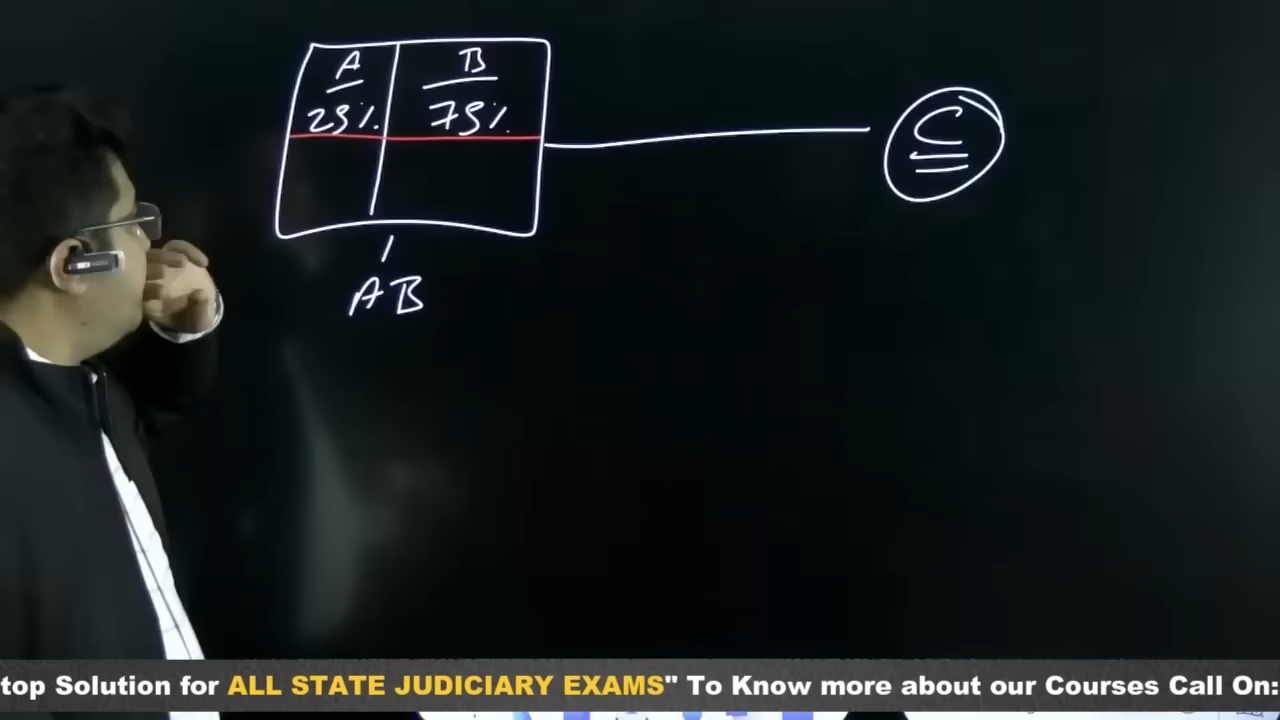 A B
25% 75%
C
AB
top Solution for ALL STATE JUDICIARY EXAMS" To Know more about our Courses Call On: